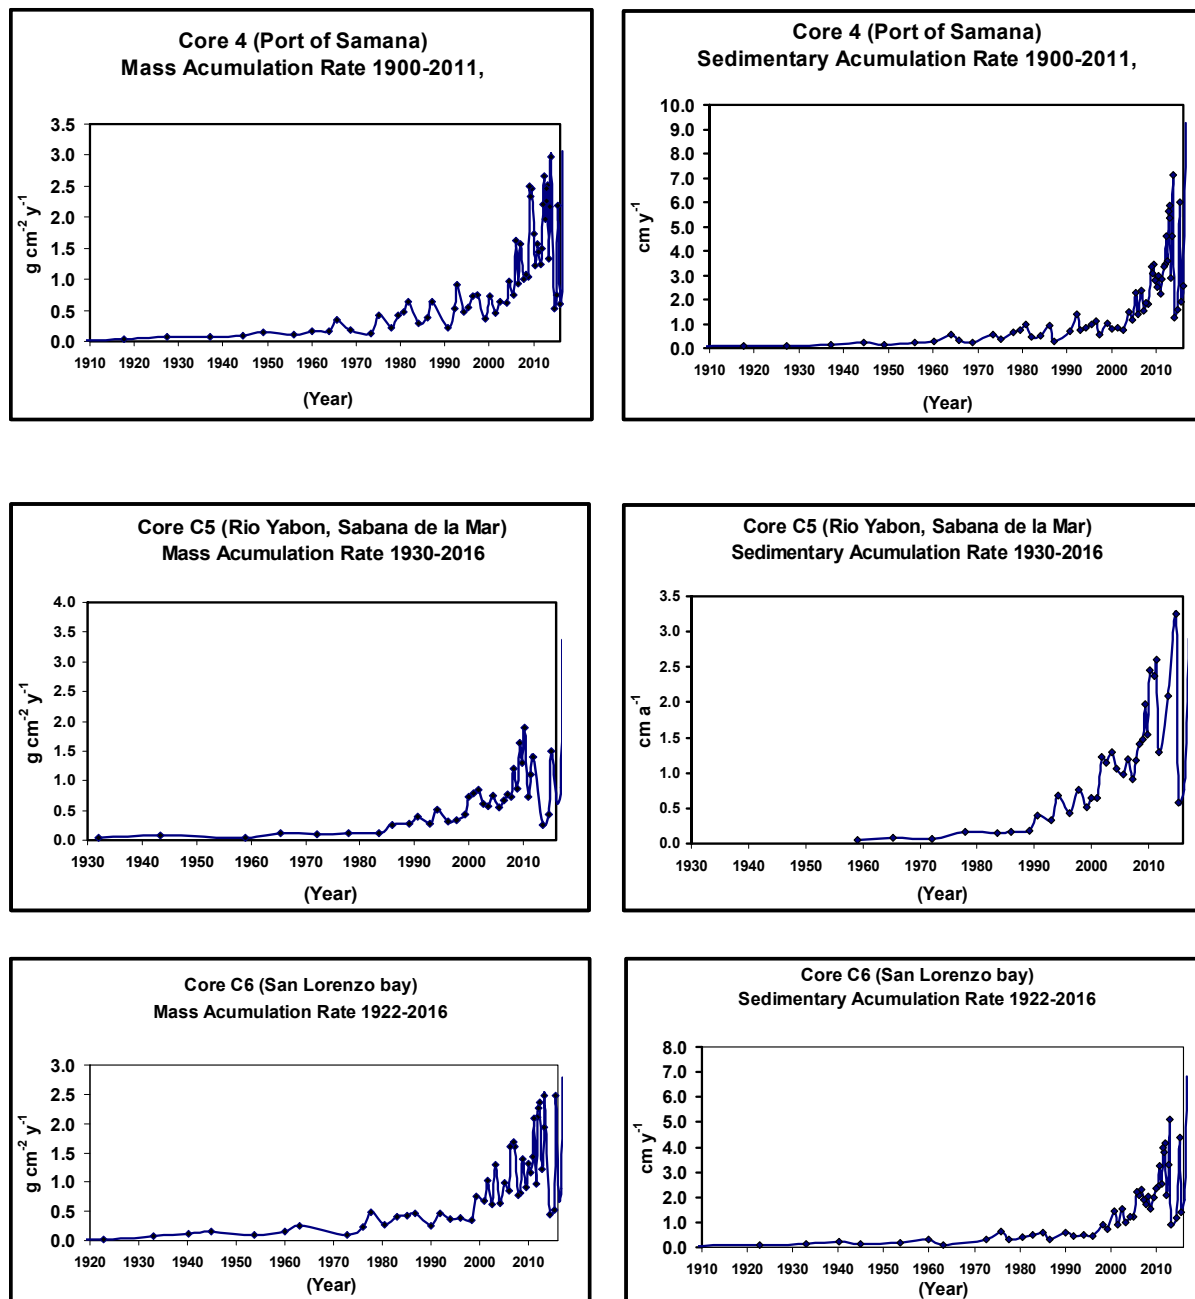 Core 4 (Port of Samana)
Mass Acumulation Rate 1900-2011,
g cm⁻² y⁻¹
3.5
3.0
2.5
2.0
1.5
1.0
0.5
0.0
1910 1920 1930 1940 1950 1960 1970 1980 1990 2000 2010
(Year)
Core 4 (Port of Samana)
Sedimentary Acumulation Rate 1900-2011,
cm y⁻¹
10.0
9.0
8.0
7.0
6.0
5.0
4.0
3.0
2.0
1.0
0.0
1910 1920 1930 1940 1950 1960 1970 1980 1990 2000 2010
(Year)
Core C5 (Rio Yabon, Sabana de la Mar)
Mass Acumulation Rate 1930-2016
g cm⁻² y⁻¹
4.0
3.5
3.0
2.5
2.0
1.5
1.0
0.5
0.0
1930 1940 1950 1960 1970 1980 1990 2000 2010
(Year)
Core C5 (Rio Yabon, Sabana de la Mar)
Sedimentary Acumulation Rate 1930-2016
cm a⁻¹
3.5
3.0
2.5
2.0
1.5
1.0
0.5
0.0
1930 1940 1950 1960 1970 1980 1990 2000 2010
(Year)
Core C6 (San Lorenzo bay)
Mass Acumulation Rate 1922-2016
g cm⁻² y⁻¹
3.0
2.5
2.0
1.5
1.0
0.5
0.0
1920 1930 1940 1950 1960 1970 1980 1990 2000 2010
(Year)
Core C6 (San Lorenzo bay)
Sedimentary Acumulation Rate 1922-2016
cm y⁻¹
8.0
7.0
6.0
5.0
4.0
3.0
2.0
1.0
0.0
1910 1920 1930 1940 1950 1960 1970 1980 1990 2000 2010
(Year)